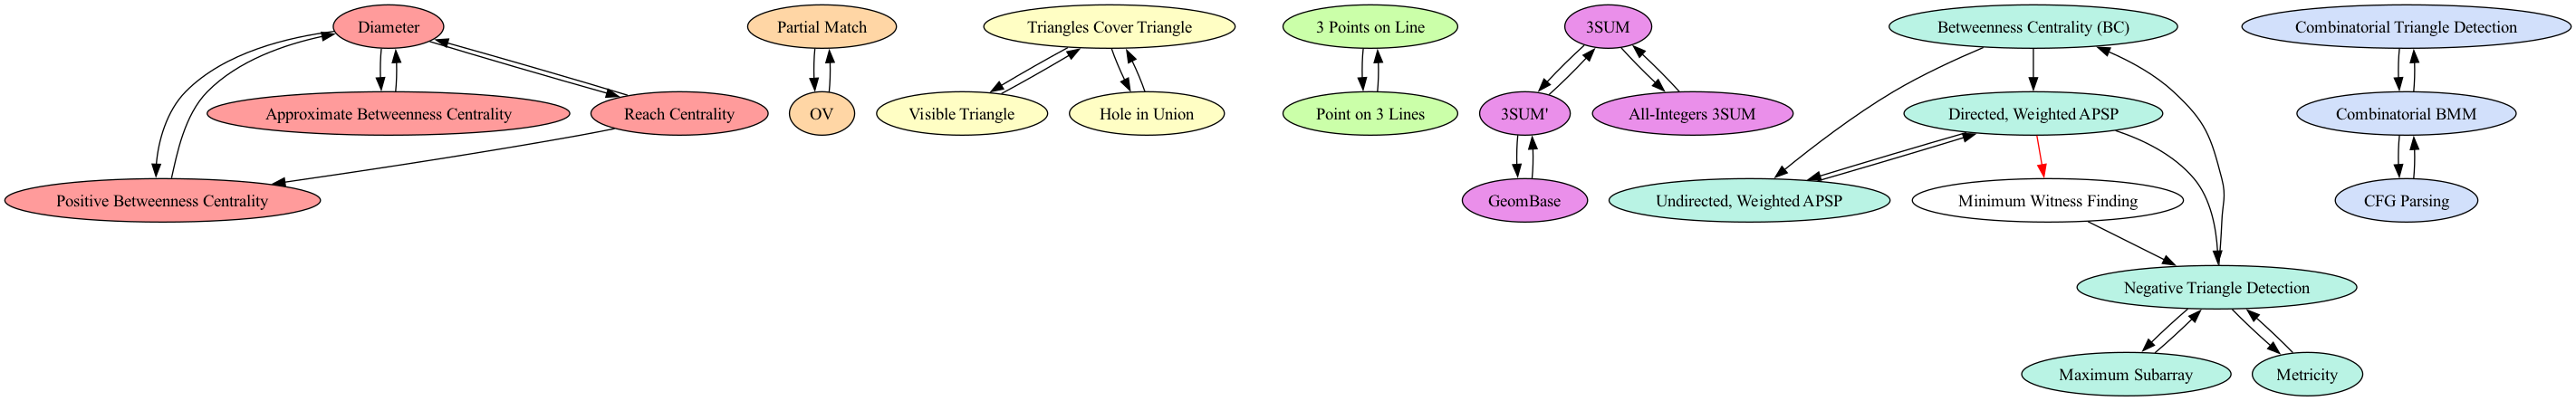 Diameter
Partial Match
Triangles Cover Triangle
3 Points on Line
3SUM
Betweenness Centrality (BC)
Combinatorial Triangle Detection
Approximate Betweenness Centrality
Reach Centrality
OV
Visible Triangle
Hole in Union
Point on 3 Lines
3SUM'
All-Integers 3SUM
Directed, Weighted APSP
Combinatorial BMM
Positive Betweenness Centrality
GeomBase
Undirected, Weighted APSP
Minimum Witness Finding
CFG Parsing
Negative Triangle Detection
Maximum Subarray
Metricity